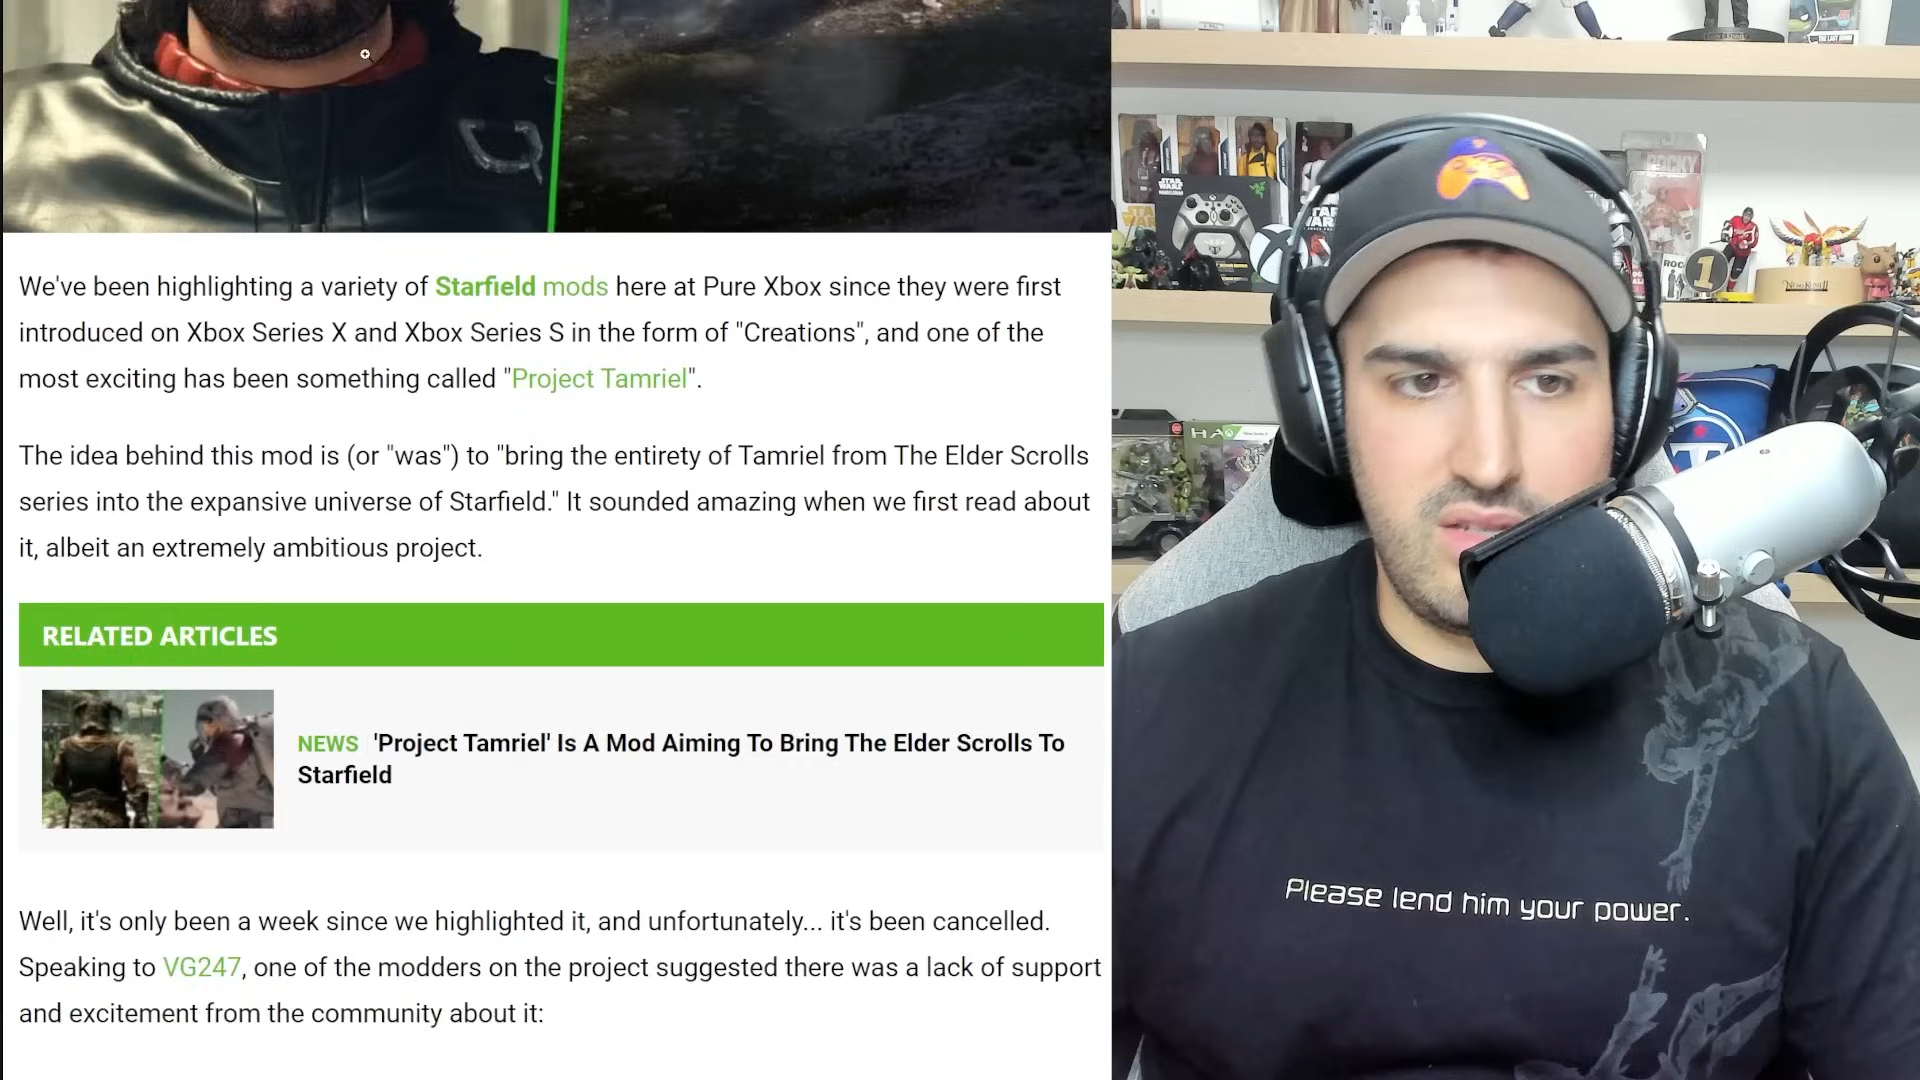 We've been highlighting a variety of Starfield mods here at Pure Xbox since they were first
introduced on Xbox Series X and Xbox Series S in the form of "Creations", and one of the
most exciting has been something called "Project Tamriel".
The idea behind this mod is (or "was") to "bring the entirety of Tamriel from The Elder Scrolls
series into the expansive universe of Starfield." It sounded amazing when we first read about
it, albeit an extremely ambitious project.
RELATED ARTICLES
NEWS 'Project Tamriel' Is A Mod Aiming To Bring The Elder Scrolls To
Starfield
Well, it's only been a week since we highlighted it, and unfortunately... it's been cancelled.
Speaking to VG247, one of the modders on the project suggested there was a lack of support
and excitement from the community about it:
STAR
WARS
ROCKY
1
HA
Please lend him your power.